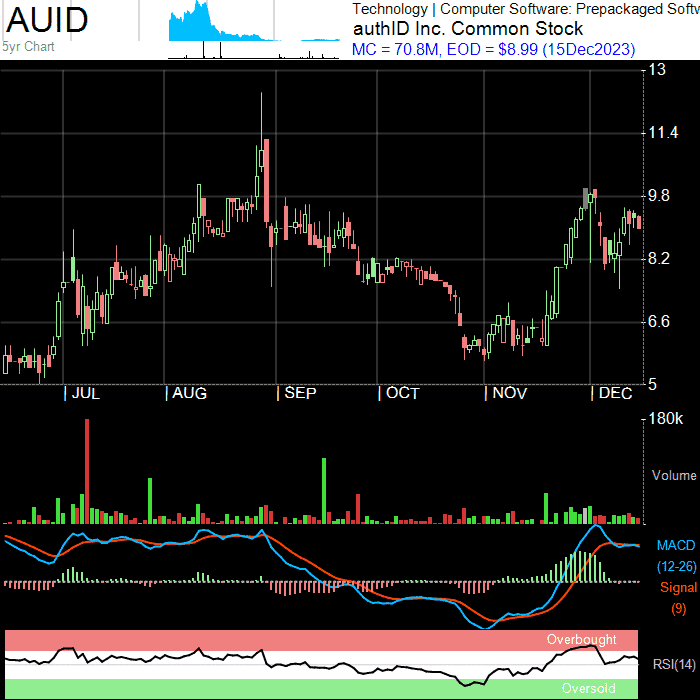 AUID
5yr Chart
Technology | Computer Software: Prepackaged Softw
authID Inc. Common Stock
MC = 70.8M, EOD = $8.99 (15Dec2023)
13
11.4
9.8
8.2
6.6
5
| JUL | AUG | SEP | OCT | NOV | DEC
180k
Volume
MACD
(12-26)
Signal
(9)
Overbought
RSI(14)
Oversold